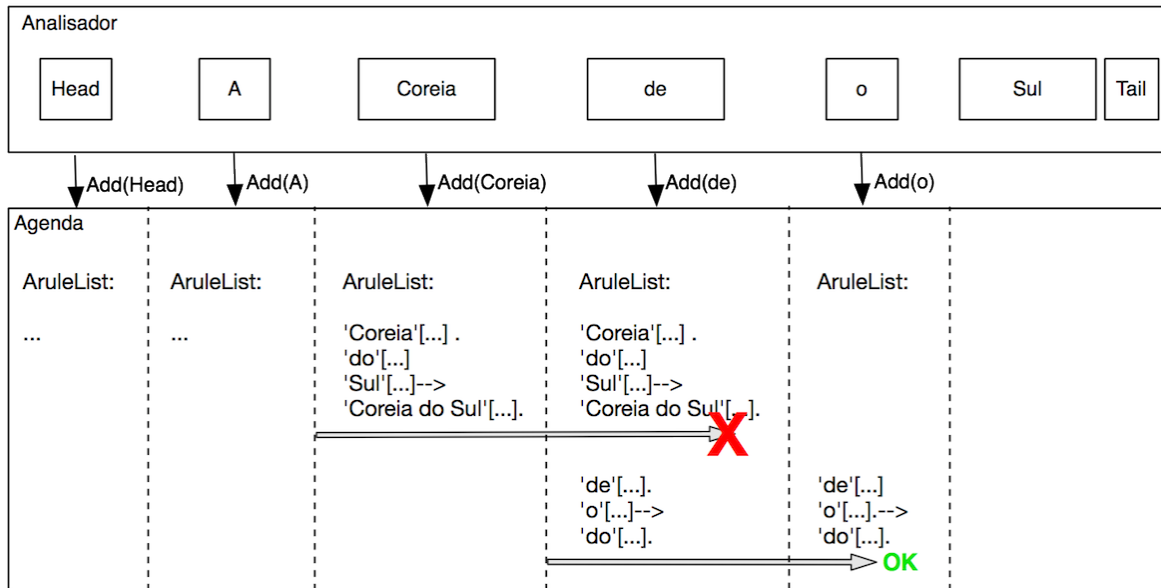 Analisador
Head A Coreia de o Sul Tail
Add(Head) Add(A) Add(Coreia) Add(de) Add(o)
Agenda
AruleList: AruleList: AruleList: AruleList: AruleList:
... ... 'Coreia'[...] . 'Coreia'[...] .
'do'[...] 'do'[...]
'Sul'[...]--> 'Sul'[...]-->
'Coreia do Sul'[...]. 'Coreia do Sul'[...].
X
'de'[...]. 'de'[...]
'o'[...]--> 'o'[...].-->
'do'[...]. 'do'[...].
OK